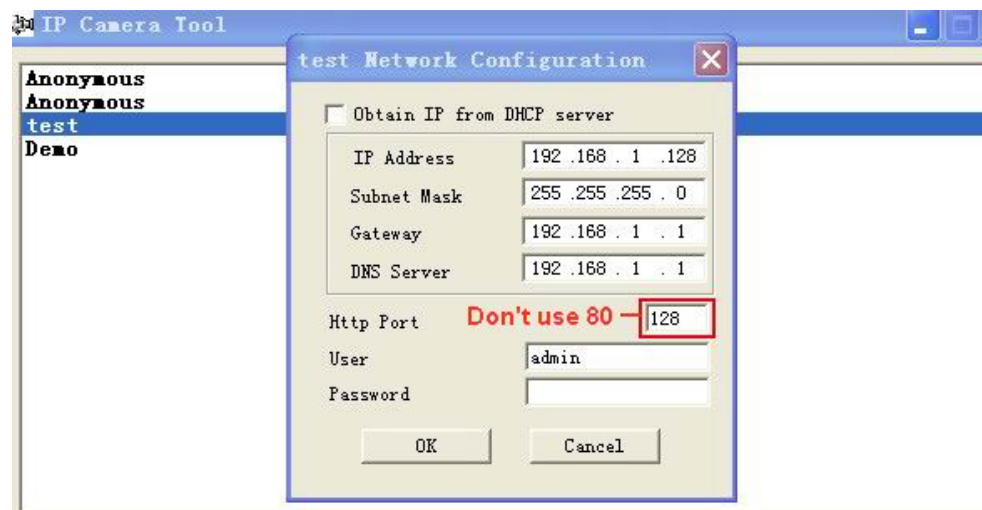 IP Camera Tool
Anonymous
Anonymous
test
Demo
test Network Configuration
Obtain IP from DHCP server
IP Address 192 .168 . 1 .128
Subnet Mask 255 .255 .255 . 0
Gateway 192 .168 . 1 . 1
DNS Server 192 .168 . 1 . 1
Http Port Don't use 80 128
User admin
Password
OK Cancel